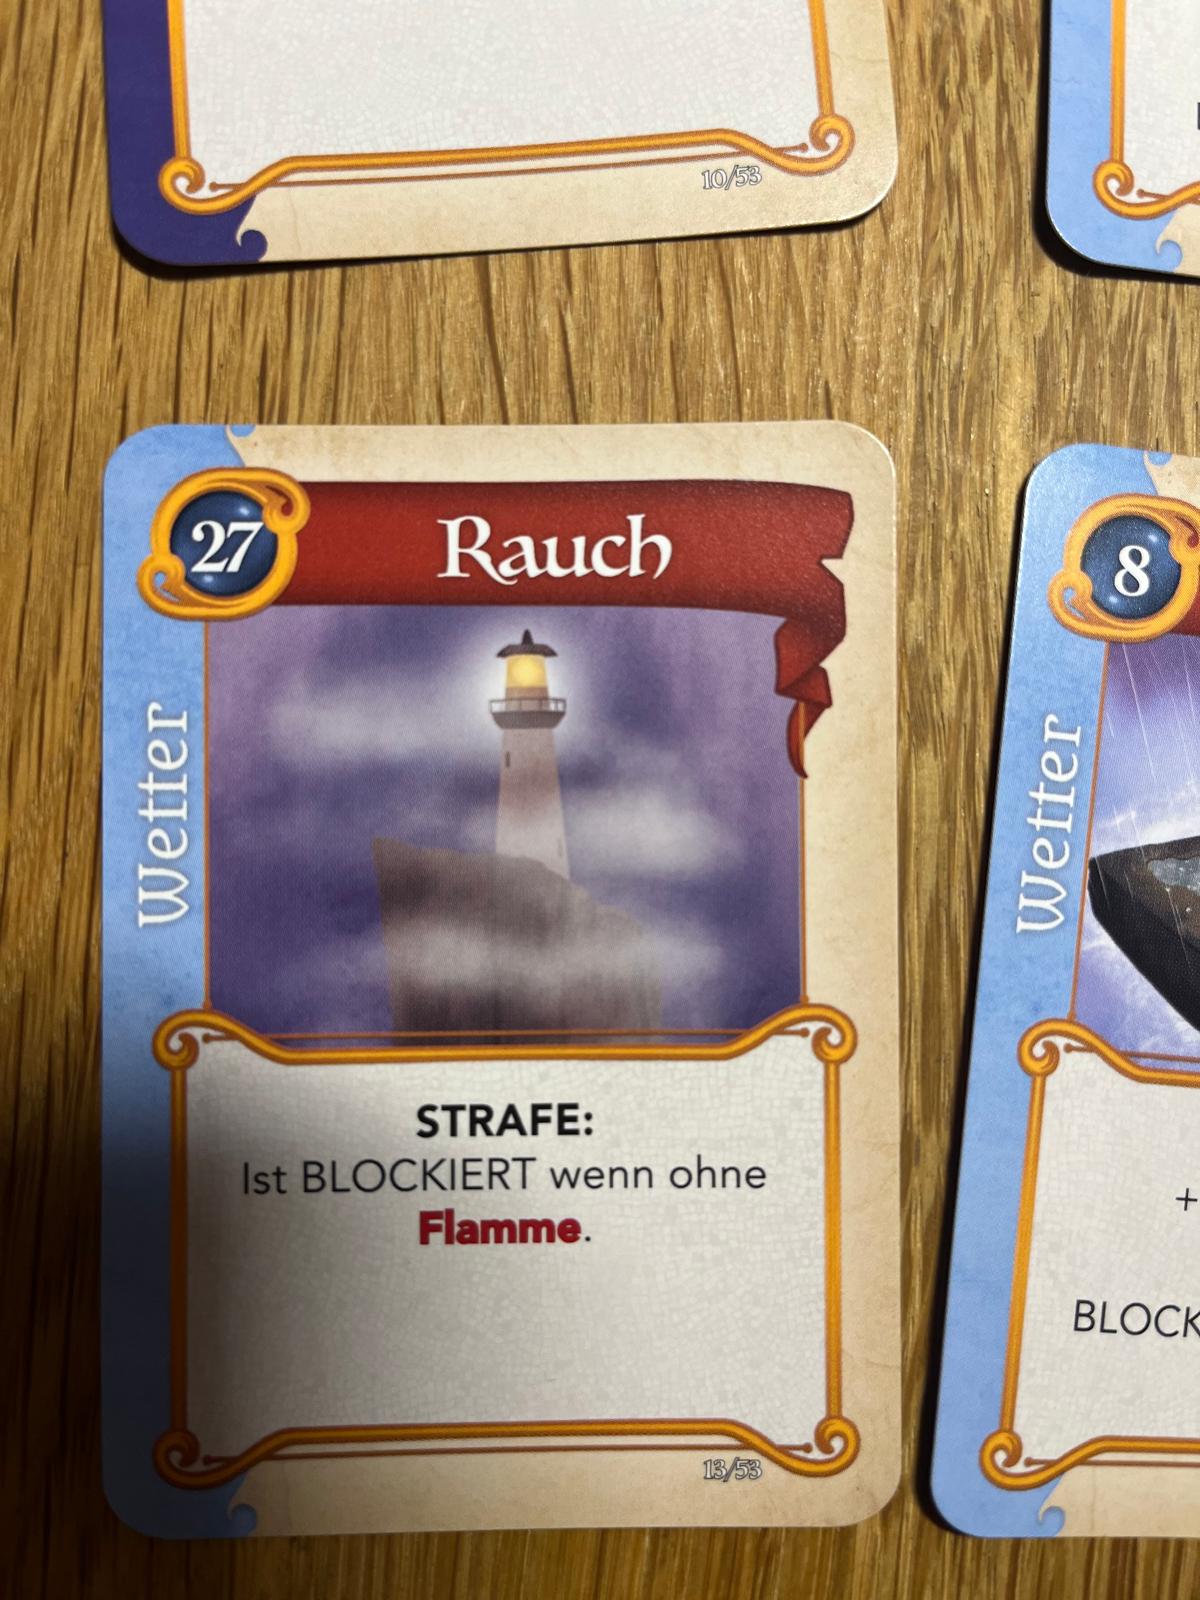 10/53
27
Rauch
Wetter
STRAFE:
Ist BLOCKIERT wenn ohne
Flamme.
13/53
8
Wetter
+
BLOCK